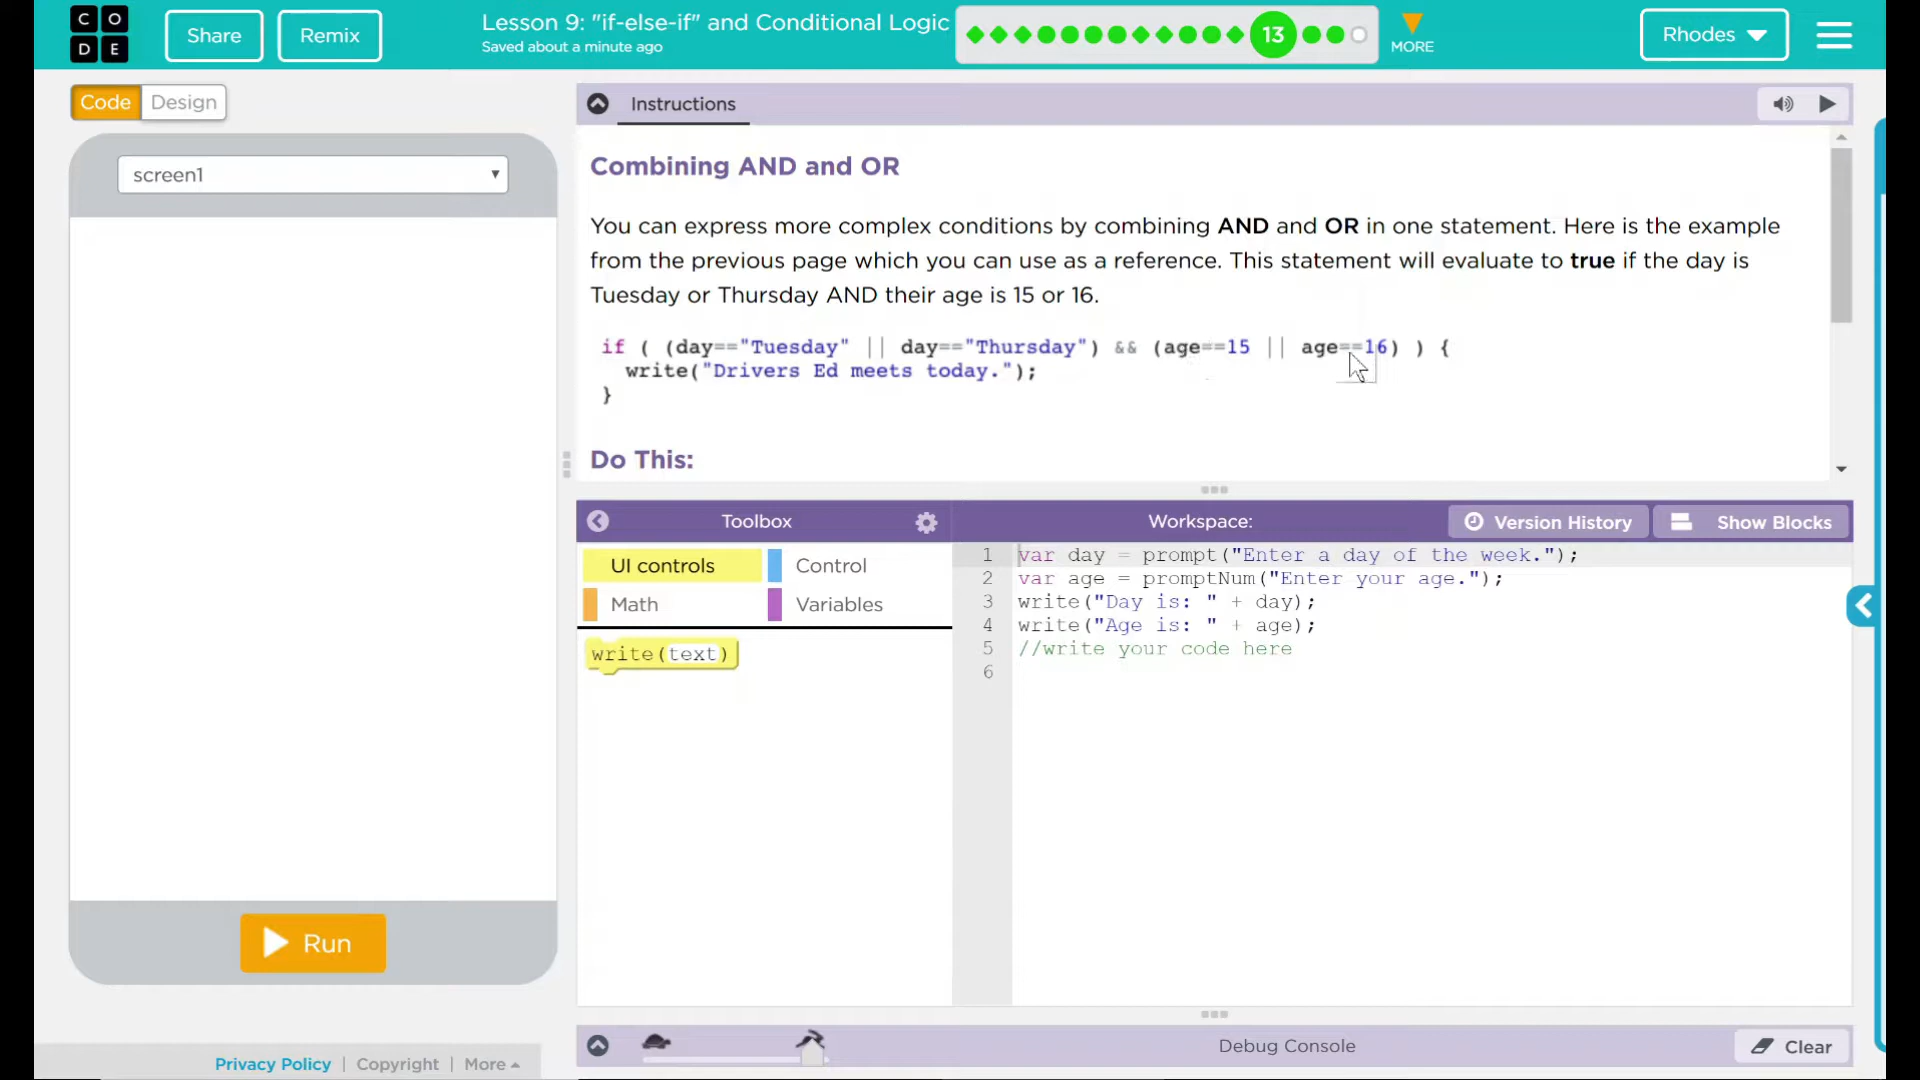 C O D E
Share
Remix
Lesson 9: "if-else-if" and Conditional Logic
Saved about a minute ago
13
MORE
Rhodes
Code
Design
screen1
Instructions
Combining AND and OR
You can express more complex conditions by combining AND and OR in one statement. Here is the example
from the previous page which you can use as a reference. This statement will evaluate to true if the day is
Tuesday or Thursday AND their age is 15 or 16.
if ( (day=="Tuesday" || day=="Thursday") && (age==15 || age==16) ) {
write("Drivers Ed meets today.");
}
Do This:
Toolbox
Workspace:
Version History
Show Blocks
UI controls
Control
Math
Variables
write(text)
1 var day = prompt("Enter a day of the week.");
2 var age = promptNum("Enter your age.");
3 write("Day is: " + day);
4 write("Age is: " + age);
5 //write your code here
6
Run
Debug Console
Clear
Privacy Policy | Copyright | More